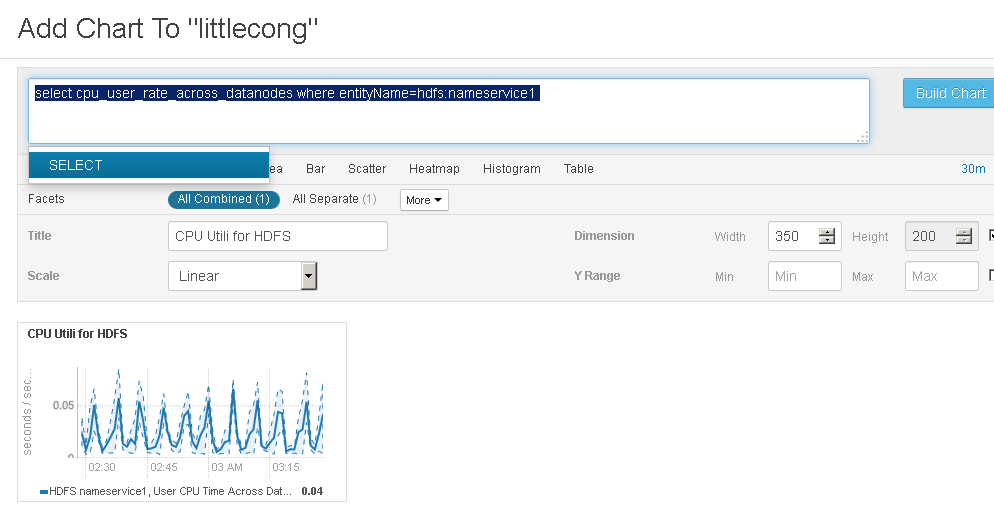 Add Chart To "littlecong"
select cpu_user_rate_across_datanodes where entityName=hdfs:nameservice1
Build Chart
SELECT
ea Bar Scatter Heatmap Histogram Table 30m
Facets All Combined (1) All Separate (1) More
Title CPU Utili for HDFS Dimension Width 350 Height 200
Scale Linear Y Range Min Min Max Max
CPU Utili for HDFS
seconds / sec...
0.05
0
02:30 02:45 03 AM 03:15
HDFS nameservice1, User CPU Time Across Dat... 0.04